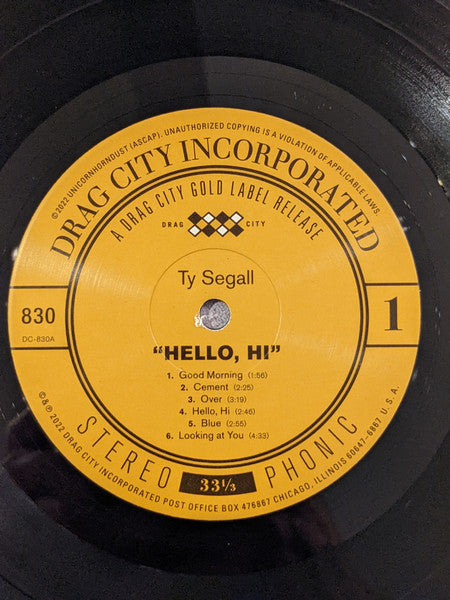 ©2022 UNICORNHORNDUST (ASCAP). UNAUTHORIZED COPYING IS A VIOLATION OF APPLICABLE LAWS.
DRAG CITY INCORPORATED
A DRAG CITY GOLD LABEL RELEASE
DRAG CITY
Ty Segall
830
DC-830A
1
"HELLO, HI"
1. Good Morning (1:56)
2. Cement (2:25)
3. Over (3:19)
4. Hello, Hi (2:46)
5. Blue (2:55)
6. Looking at You (4:33)
STEREO 33 1/3 PHONIC
©&℗ 2022 DRAG CITY INCORPORATED POST OFFICE BOX 476867 CHICAGO, ILLINOIS 60647-6867 U.S.A.